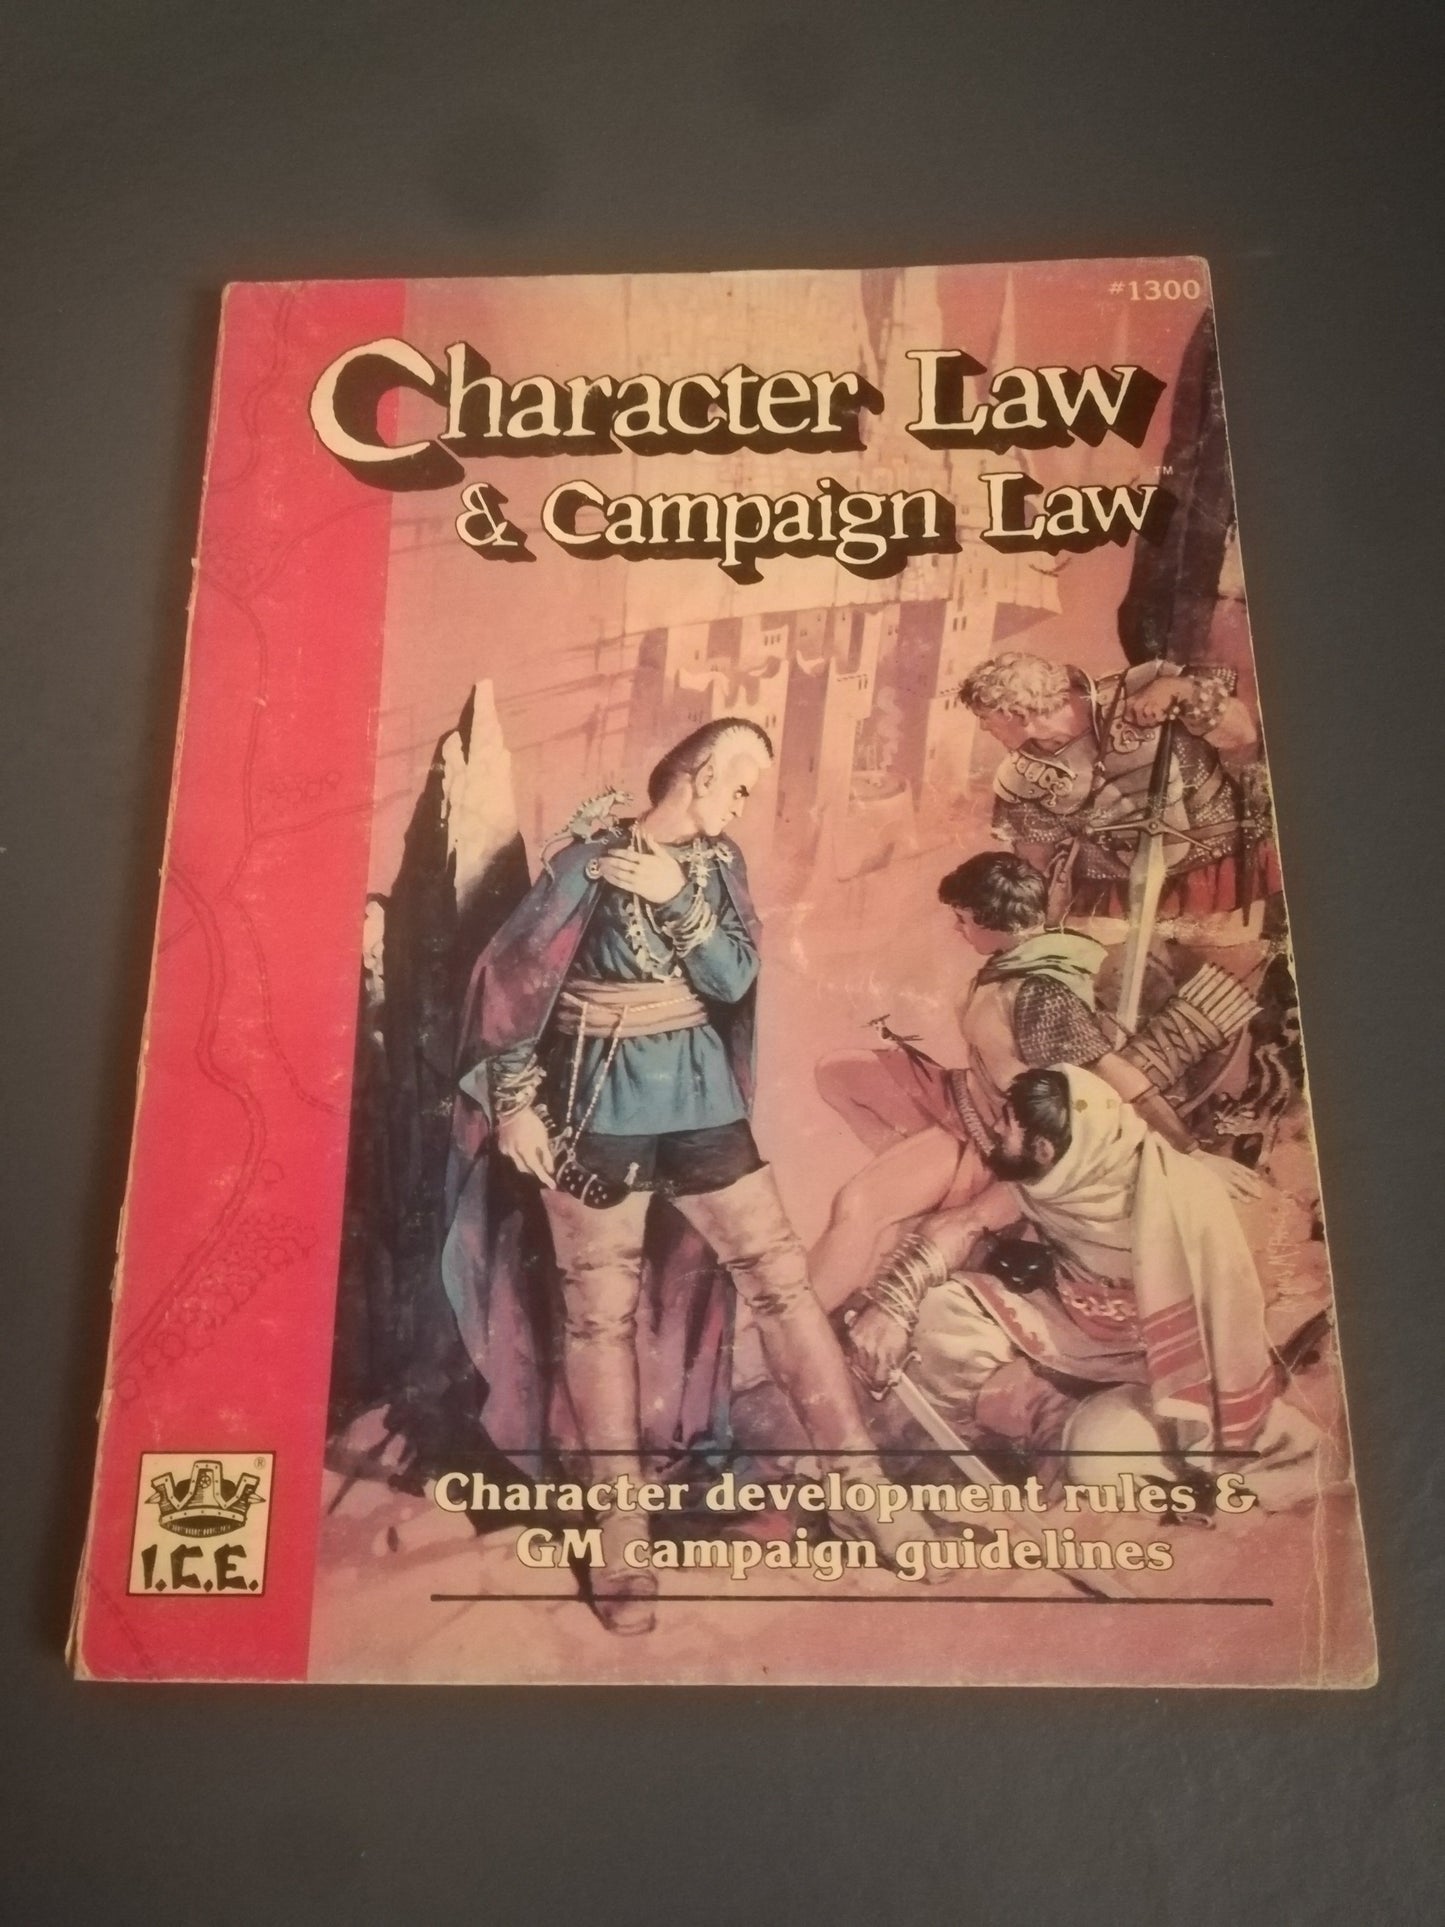 #1300
Character Law
& Campaign Law™
Character development rules &
GM campaign guidelines
®
I.C.E.